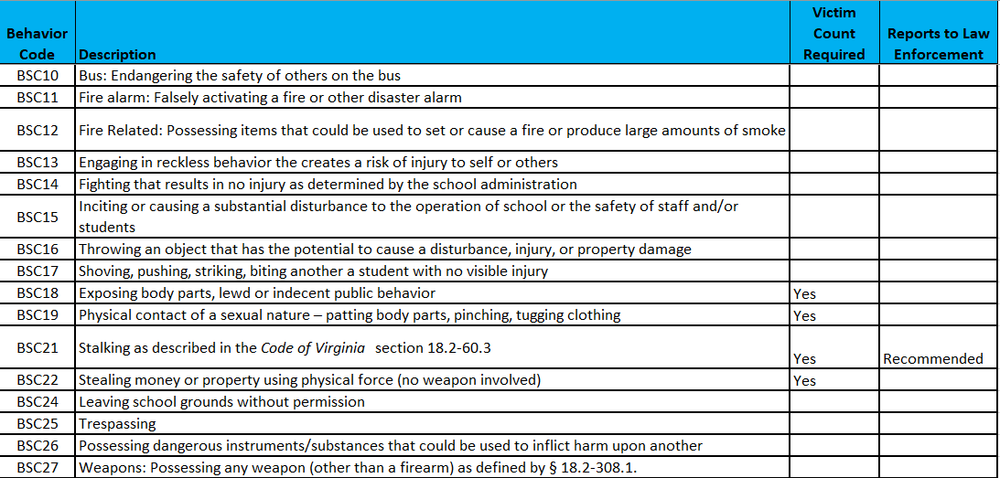 Behavior Code Description Victim Count Required Reports to Law Enforcement
BSC10 Bus: Endangering the safety of others on the bus
BSC11 Fire alarm: Falsely activating a fire or other disaster alarm
BSC12 Fire Related: Possessing items that could be used to set or cause a fire or produce large amounts of smoke
BSC13 Engaging in reckless behavior the creates a risk of injury to self or others
BSC14 Fighting that results in no injury as determined by the school administration
BSC15 Inciting or causing a substantial disturbance to the operation of school or the safety of staff and/or
students
BSC16 Throwing an object that has the potential to cause a disturbance, injury, or property damage
BSC17 Shoving, pushing, striking, biting another a student with no visible injury
BSC18 Exposing body parts, lewd or indecent public behavior Yes
BSC19 Physical contact of a sexual nature – patting body parts, pinching, tugging clothing Yes
BSC21 Stalking as described in the Code of Virginia section 18.2-60.3 Yes Recommended
BSC22 Stealing money or property using physical force (no weapon involved) Yes
BSC24 Leaving school grounds without permission
BSC25 Trespassing
BSC26 Possessing dangerous instruments/substances that could be used to inflict harm upon another
BSC27 Weapons: Possessing any weapon (other than a firearm) as defined by § 18.2-308.1.